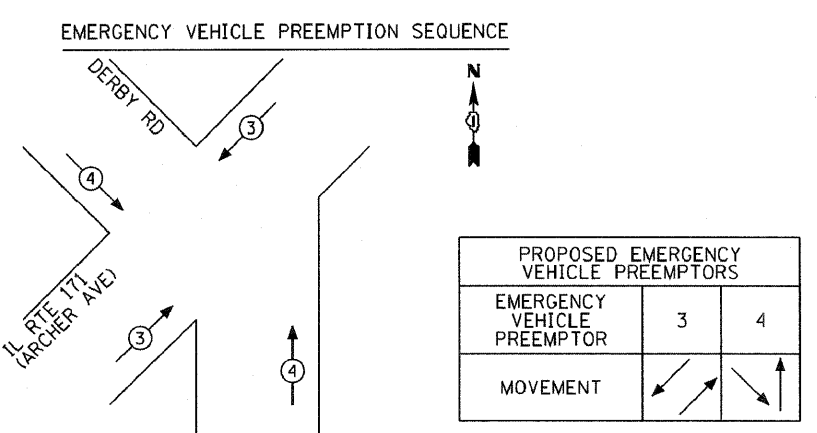 EMERGENCY VEHICLE PREEMPTION SEQUENCE
DERBY RD
N
3
4
IL RTE 171
(ARCHER AVE)
3
4
PROPOSED EMERGENCY
VEHICLE PREEMPTORS
EMERGENCY
VEHICLE
PREEMPTOR
3
4
MOVEMENT